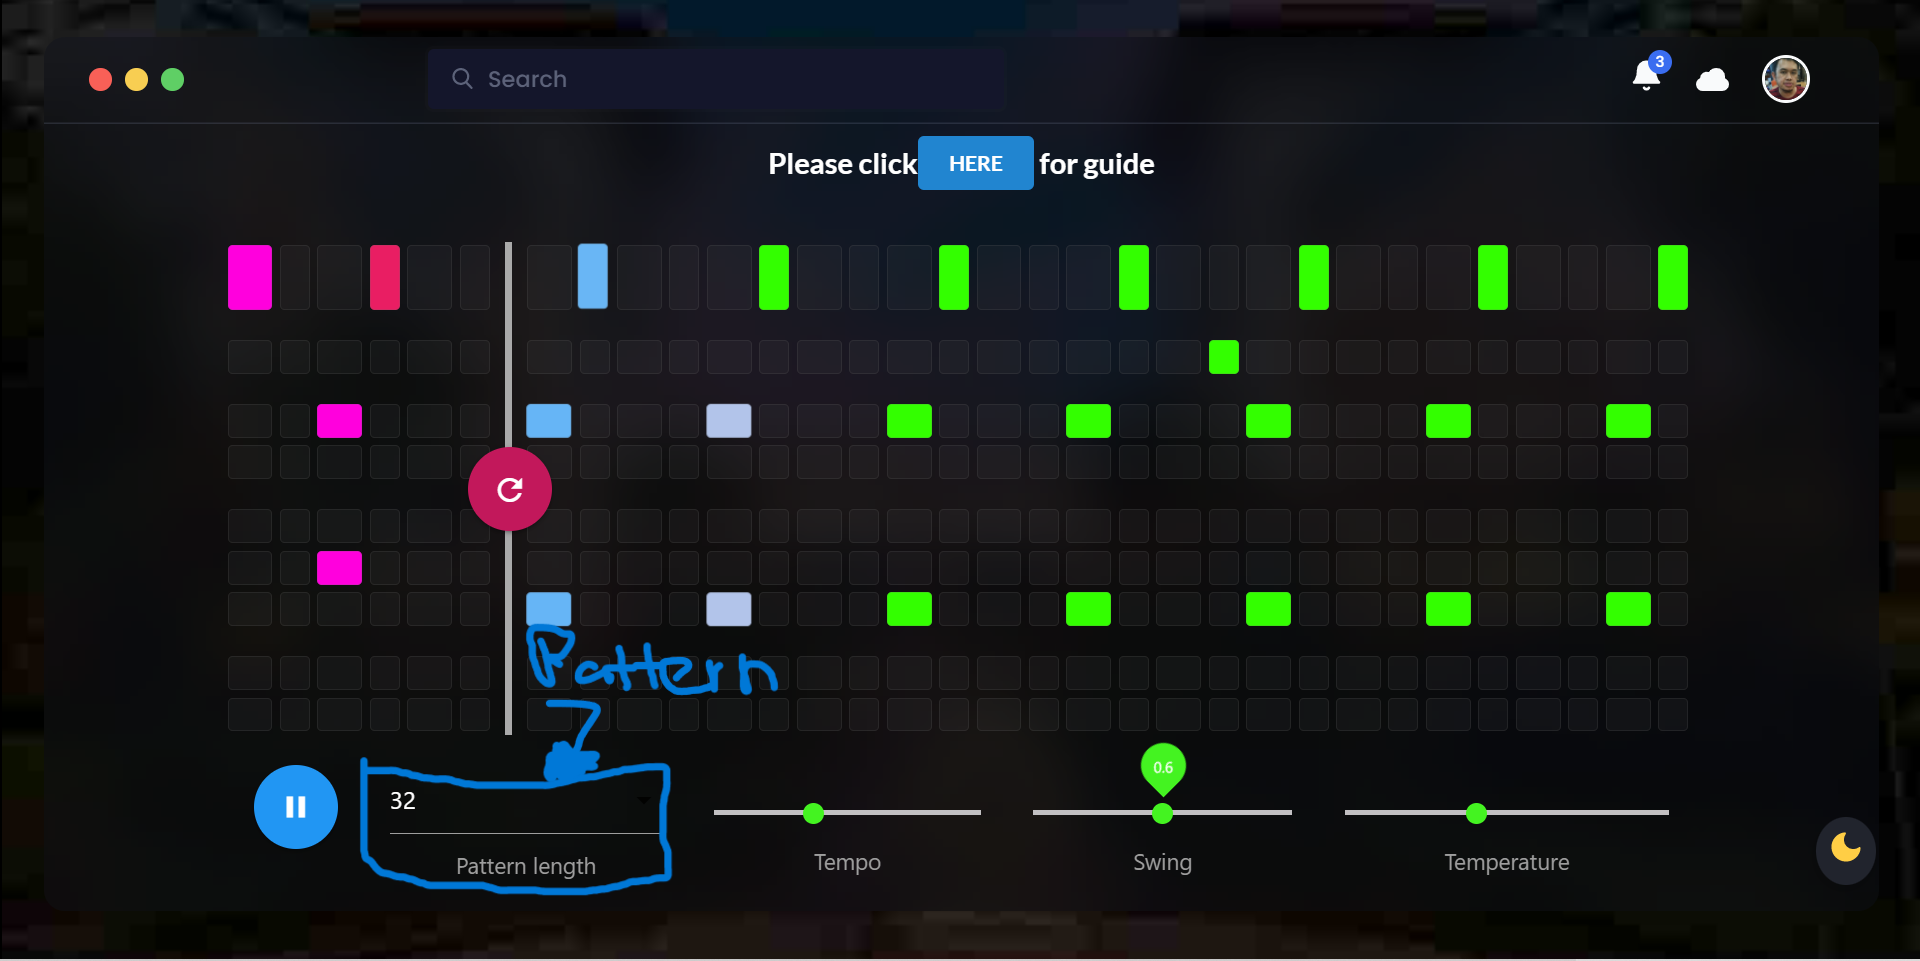 Search
3
Please click HERE for guide
Pattern
32
Pattern length
Tempo
0.6
Swing
Temperature